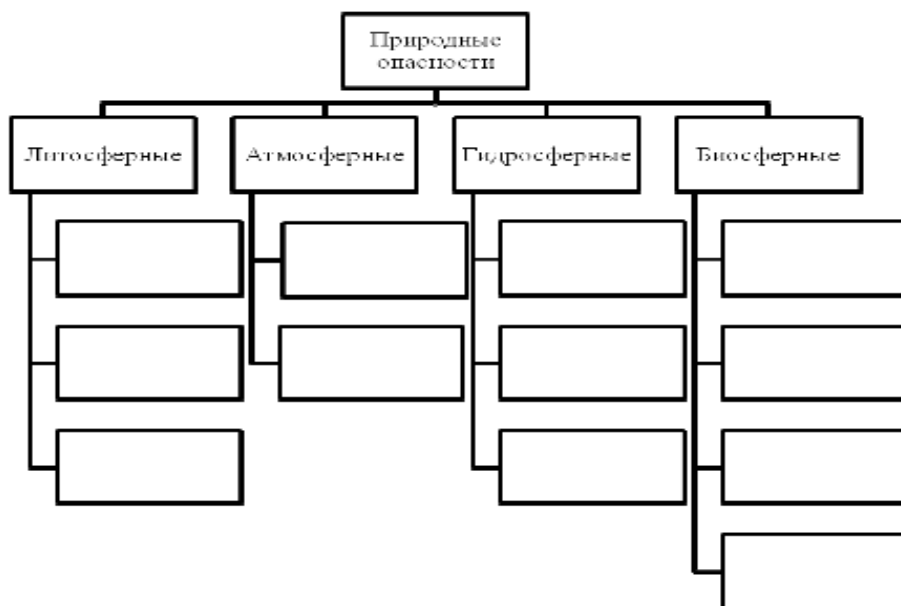 Природные
опасности
Литосферные
Атмосферные
Гидросферные
Биосферные